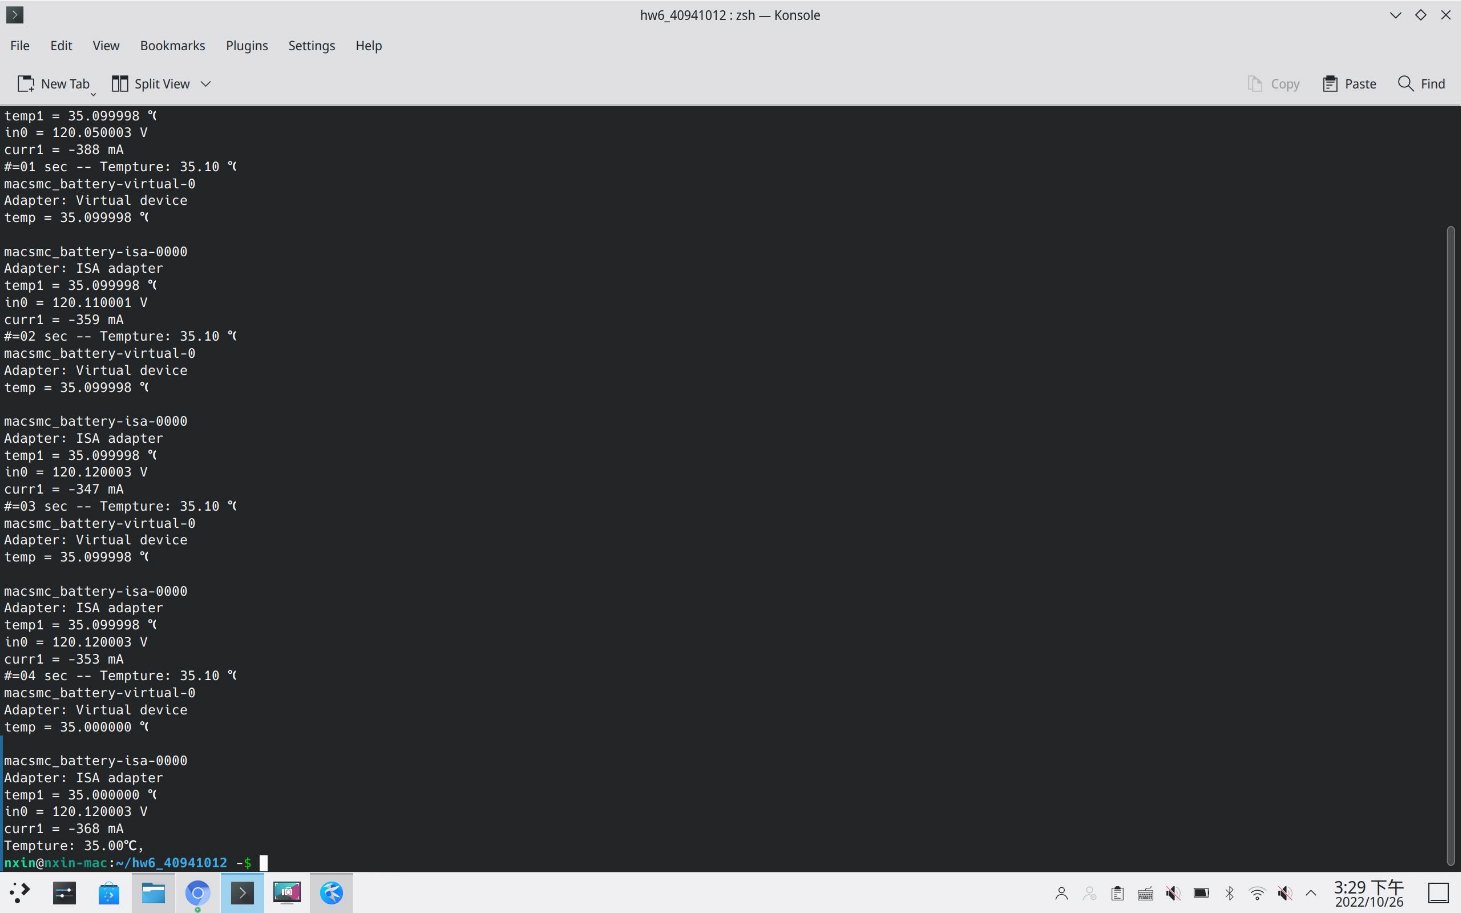 hw6_40941012 : zsh — Konsole
File Edit View Bookmarks Plugins Settings Help
New Tab Split View Copy Paste Find
temp1 = 35.099998 ℃
in0 = 120.050003 V
curr1 = -388 mA
#=01 sec -- Tempture: 35.10 ℃
macsmc_battery-virtual-0
Adapter: Virtual device
temp = 35.099998 ℃
macsmc_battery-isa-0000
Adapter: ISA adapter
temp1 = 35.099998 ℃
in0 = 120.110001 V
curr1 = -359 mA
#=02 sec -- Tempture: 35.10 ℃
macsmc_battery-virtual-0
Adapter: Virtual device
temp = 35.099998 ℃
macsmc_battery-isa-0000
Adapter: ISA adapter
temp1 = 35.099998 ℃
in0 = 120.120003 V
curr1 = -347 mA
#=03 sec -- Tempture: 35.10 ℃
macsmc_battery-virtual-0
Adapter: Virtual device
temp = 35.099998 ℃
macsmc_battery-isa-0000
Adapter: ISA adapter
temp1 = 35.099998 ℃
in0 = 120.120003 V
curr1 = -353 mA
#=04 sec -- Tempture: 35.10 ℃
macsmc_battery-virtual-0
Adapter: Virtual device
temp = 35.000000 ℃
macsmc_battery-isa-0000
Adapter: ISA adapter
temp1 = 35.000000 ℃
in0 = 120.120003 V
curr1 = -368 mA
Tempture: 35.00℃,
nxin@nxin-mac:~/hw6_40941012 -$
3:29 下午
2022/10/26